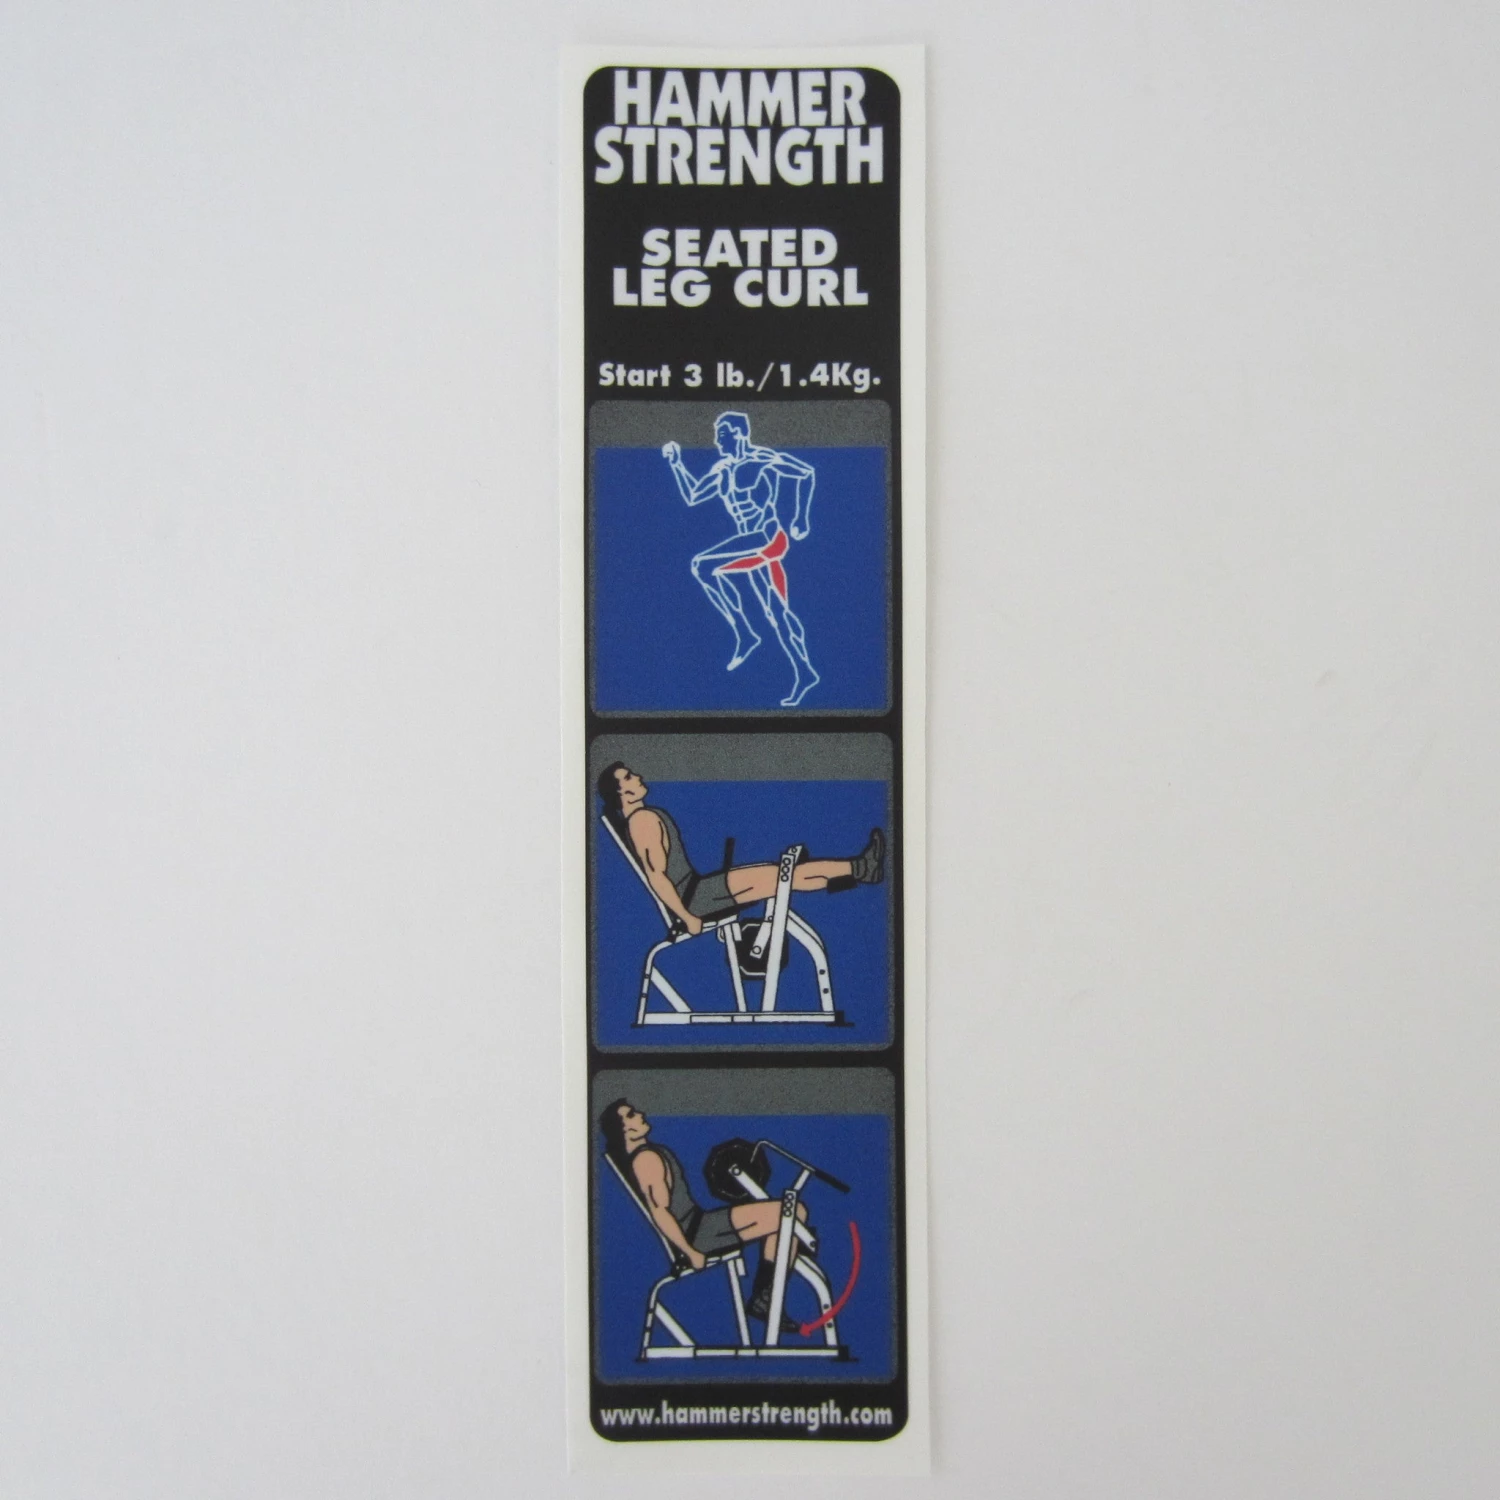 HAMMER
STRENGTH
SEATED
LEG CURL
Start 3 lb./1.4Kg.
www.hammerstrength.com